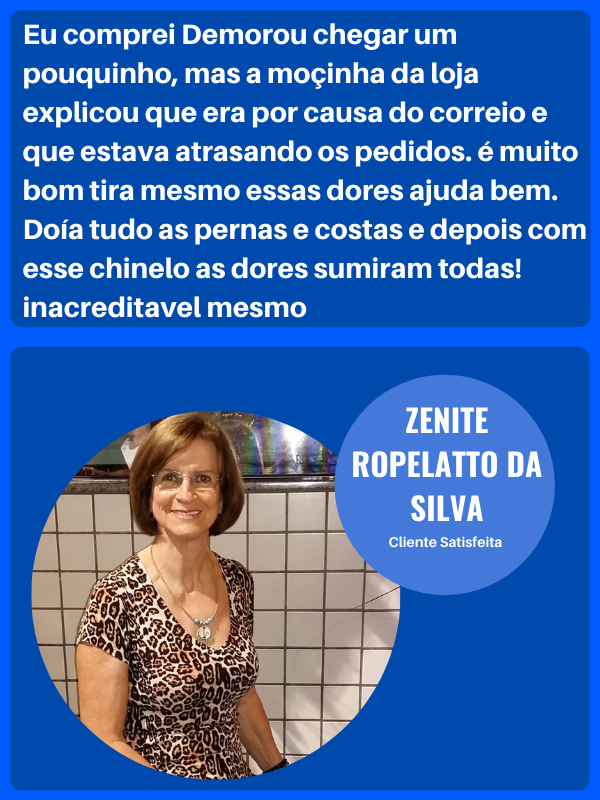 Eu comprei Demorou chegar um
pouquinho, mas a moçinha da loja
explicou que era por causa do correio e
que estava atrasando os pedidos. é muito
bom tira mesmo essas dores ajuda bem.
Doía tudo as pernas e costas e depois com
esse chinelo as dores sumiram todas!
inacreditavel mesmo
ZENITE
ROPELATTO DA
SILVA
Cliente Satisfeita